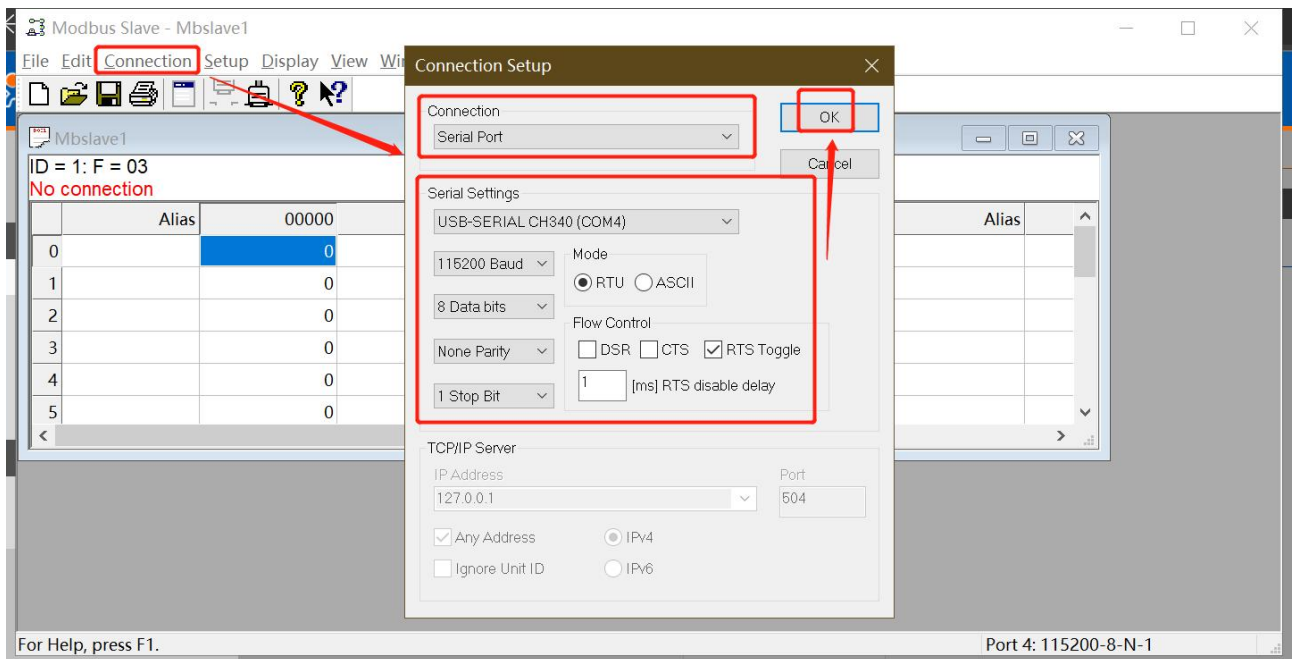 Modbus Slave - Mbslave1
File Edit Connection Setup Display View
Connection Setup
Connection
Serial Port
OK
Cancel
Mbslave1
ID = 1: F = 03
No connection
Alias 00000 Alias
0 0
1 0
2 0
3 0
4 0
5 0
Serial Settings
USB-SERIAL CH340 (COM4)
115200 Baud
8 Data bits
None Parity
1 Stop Bit
Mode
RTU ASCII
Flow Control
DSR CTS RTS Toggle
1 [ms] RTS disable delay
TCP/IP Server
IP Address Port
127.0.0.1 504
Any Address IPv4
Ignore Unit ID IPv6
For Help, press F1. Port 4: 115200-8-N-1